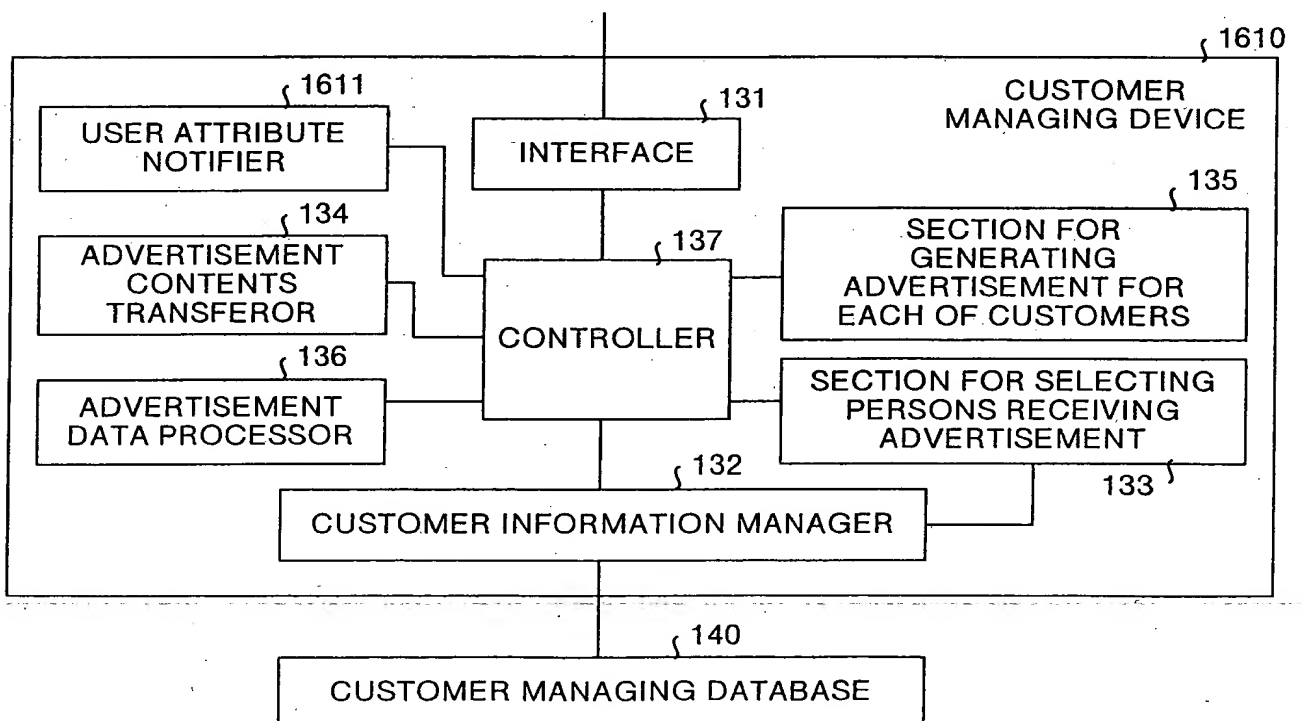 1610
CUSTOMER
MANAGING DEVICE
1611
USER ATTRIBUTE
NOTIFIER
131
INTERFACE
135
SECTION FOR
GENERATING
ADVERTISEMENT FOR
EACH OF CUSTOMERS
134
ADVERTISEMENT
CONTENTS
TRANSFEROR
137
CONTROLLER
136
ADVERTISEMENT
DATA PROCESSOR
SECTION FOR SELECTING
PERSONS RECEIVING
ADVERTISEMENT
133
132
CUSTOMER INFORMATION MANAGER
140
CUSTOMER MANAGING DATABASE